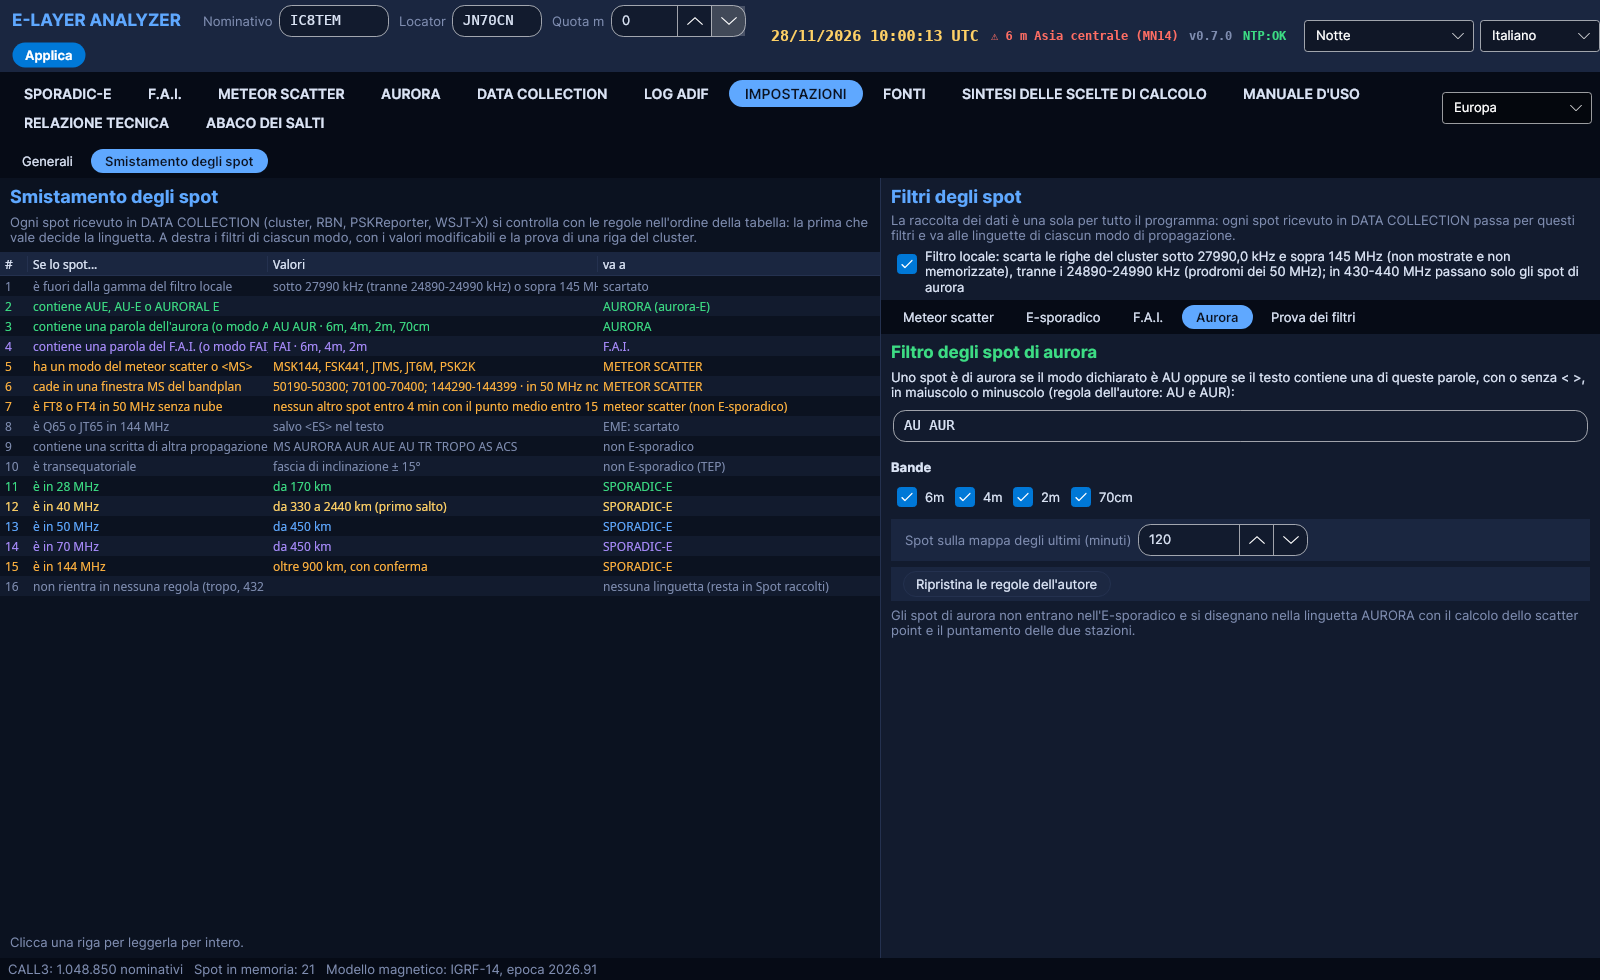 E-LAYER ANALYZER
Nominativo IC8TEM Locator JN70CN Quota m 0
Applica
28/11/2026 10:00:13 UTC ⚠ 6 m Asia centrale (MN14) v0.7.0 NTP:OK
Notte
Italiano
SPORADIC-E F.A.I. METEOR SCATTER AURORA DATA COLLECTION LOG ADIF IMPOSTAZIONI FONTI SINTESI DELLE SCELTE DI CALCOLO MANUALE D'USO
RELAZIONE TECNICA ABACO DEI SALTI
Europa
Generali Smistamento degli spot
Smistamento degli spot
Ogni spot ricevuto in DATA COLLECTION (cluster, RBN, PSKReporter, WSJT-X) si controlla con le regole nell'ordine della tabella: la prima che
vale decide la linguetta. A destra i filtri di ciascun modo, con i valori modificabili e la prova di una riga del cluster.
# Se lo spot... Valori va a
1 è fuori dalla gamma del filtro locale sotto 27990 kHz (tranne 24890-24990 kHz) o sopra 145 MH scartato
2 contiene AUE, AU-E o AURORAL E AURORA (aurora-E)
3 contiene una parola dell'aurora (o modo A AU AUR · 6m, 4m, 2m, 70cm AURORA
4 contiene una parola del F.A.I. (o modo FAI) FAI · 6m, 4m, 2m F.A.I.
5 ha un modo del meteor scatter o <MS> MSK144, FSK441, JTMS, JT6M, PSK2K METEOR SCATTER
6 cade in una finestra MS del bandplan 50190-50300; 70100-70400; 144290-144399 · in 50 MHz nc METEOR SCATTER
7 è FT8 o FT4 in 50 MHz senza nube nessun altro spot entro 4 min con il punto medio entro 15 meteor scatter (non E-sporadico)
8 è Q65 o JT65 in 144 MHz salvo <ES> nel testo EME: scartato
9 contiene una scritta di altra propagazione MS AURORA AUR AUE AU TR TROPO AS ACS non E-sporadico
10 è transequatoriale fascia di inclinazione ± 15° non E-sporadico (TEP)
11 è in 28 MHz da 170 km SPORADIC-E
12 è in 40 MHz da 330 a 2440 km (primo salto) SPORADIC-E
13 è in 50 MHz da 450 km SPORADIC-E
14 è in 70 MHz da 450 km SPORADIC-E
15 è in 144 MHz oltre 900 km, con conferma SPORADIC-E
16 non rientra in nessuna regola (tropo, 432 nessuna linguetta (resta in Spot raccolti)
Clicca una riga per leggerla per intero.
Filtri degli spot
La raccolta dei dati è una sola per tutto il programma: ogni spot ricevuto in DATA COLLECTION passa per questi
filtri e va alle linguette di ciascun modo di propagazione.
Filtro locale: scarta le righe del cluster sotto 27990,0 kHz e sopra 145 MHz (non mostrate e non
memorizzate), tranne i 24890-24990 kHz (prodromi dei 50 MHz); in 430-440 MHz passano solo gli spot di
aurora
Meteor scatter E-sporadico F.A.I. Aurora Prova dei filtri
Filtro degli spot di aurora
Uno spot è di aurora se il modo dichiarato è AU oppure se il testo contiene una di queste parole, con o senza < >,
in maiuscolo o minuscolo (regola dell'autore: AU e AUR):
AU AUR
Bande
6m 4m 2m 70cm
Spot sulla mappa degli ultimi (minuti) 120
Ripristina le regole dell'autore
Gli spot di aurora non entrano nell'E-sporadico e si disegnano nella linguetta AURORA con il calcolo dello scatter
point e il puntamento delle due stazioni.
CALL3: 1.048.850 nominativi Spot in memoria: 21 Modello magnetico: IGRF-14, epoca 2026.91